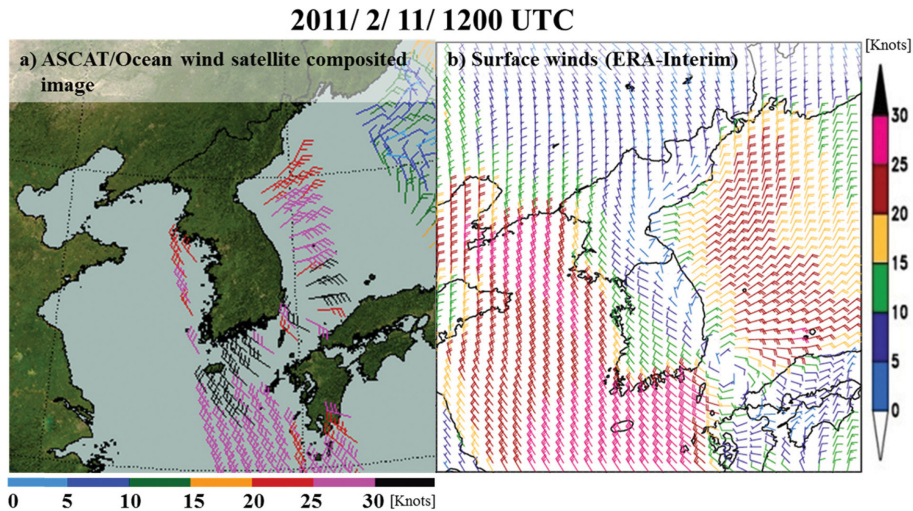 2011/ 2/ 11/ 1200 UTC
a) ASCAT/Ocean wind satellite composited
image
b) Surface winds (ERA-Interim)
[Knots]
30
25
20
15
10
5
0
0 5 10 15 20 25 30 [Knots]